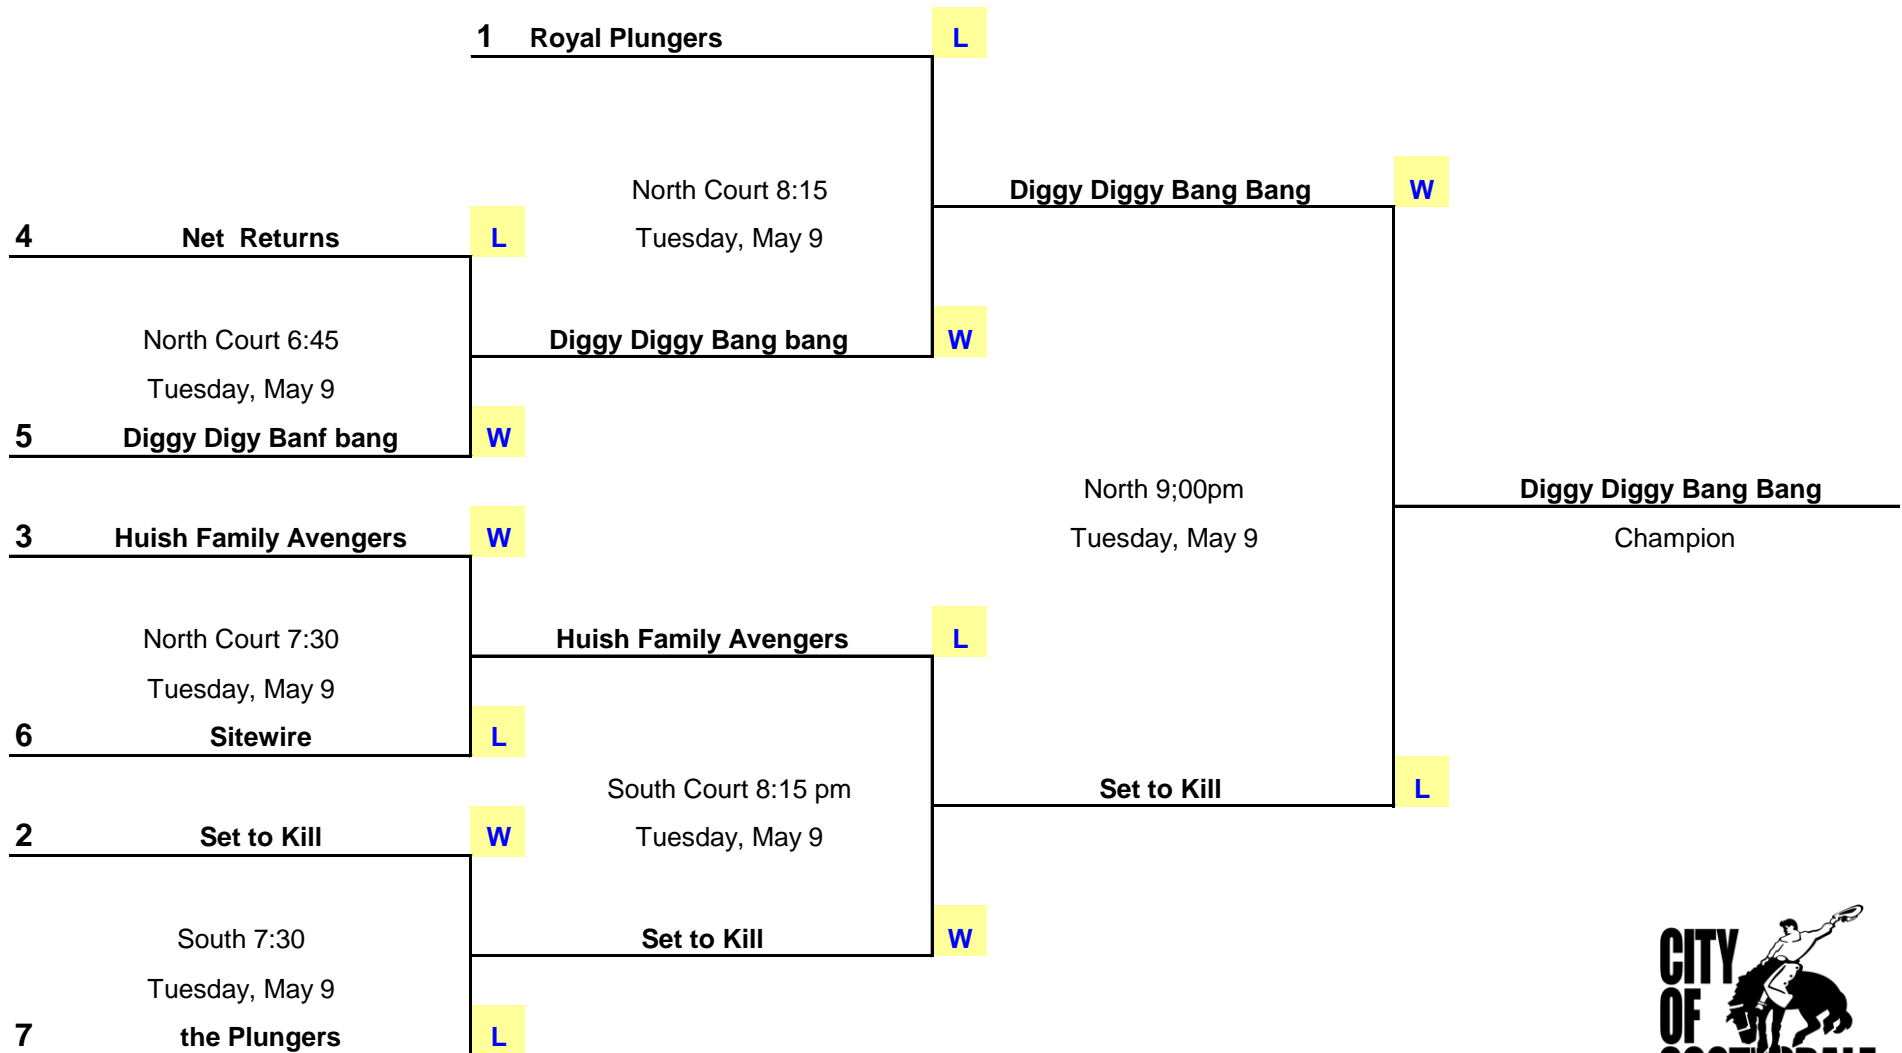 1 Royal Plungers L
North Court 8:15 Diggy Diggy Bang Bang W
4 Net Returns L Tuesday, May 9
North Court 6:45 Diggy Diggy Bang bang W
Tuesday, May 9
5 Diggy Digy Banf bang W
North 9;00pm Diggy Diggy Bang Bang
3 Huish Family Avengers W Tuesday, May 9 Champion
North Court 7:30 Huish Family Avengers L
Tuesday, May 9
6 Sitewire L
South Court 8:15 pm Set to Kill L
2 Set to Kill W Tuesday, May 9
South 7:30 Set to Kill W
Tuesday, May 9
7 the Plungers L
CITY
OF